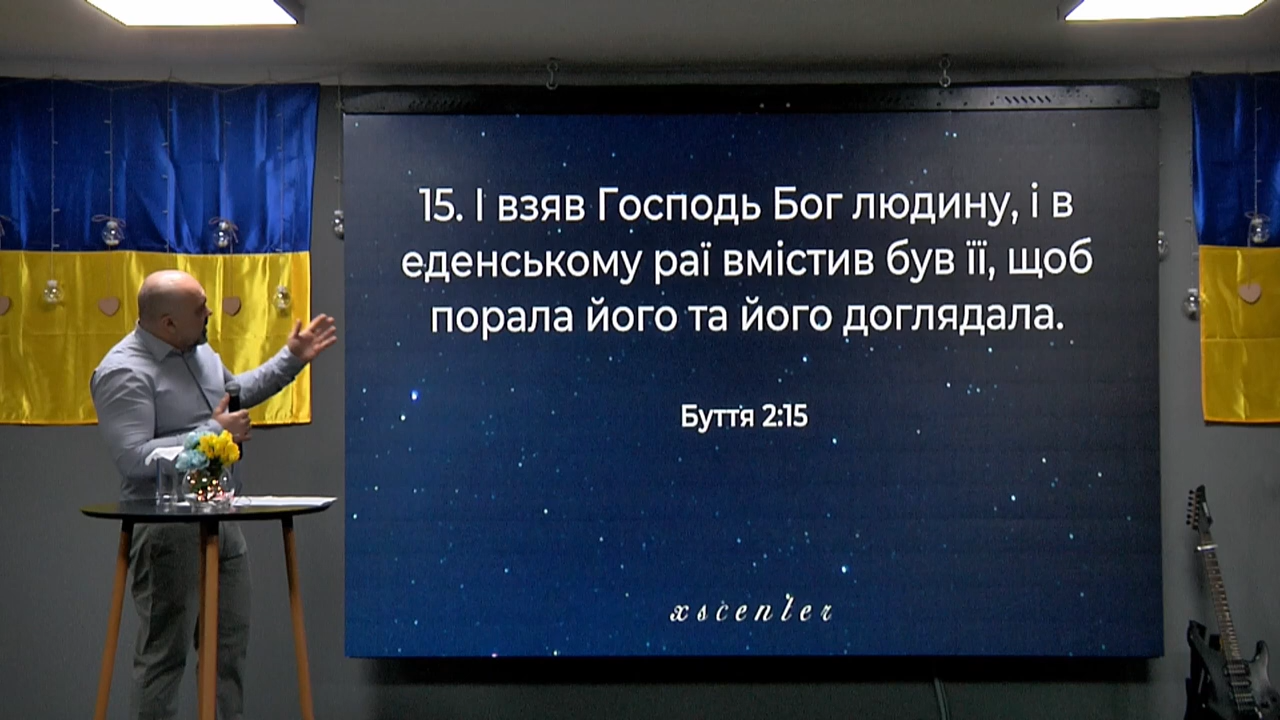 15. І взяв Господь Бог людину, і в
еденському раї вмістив був її, щоб
порала його та його доглядала.
Буття 2:15
xscenter